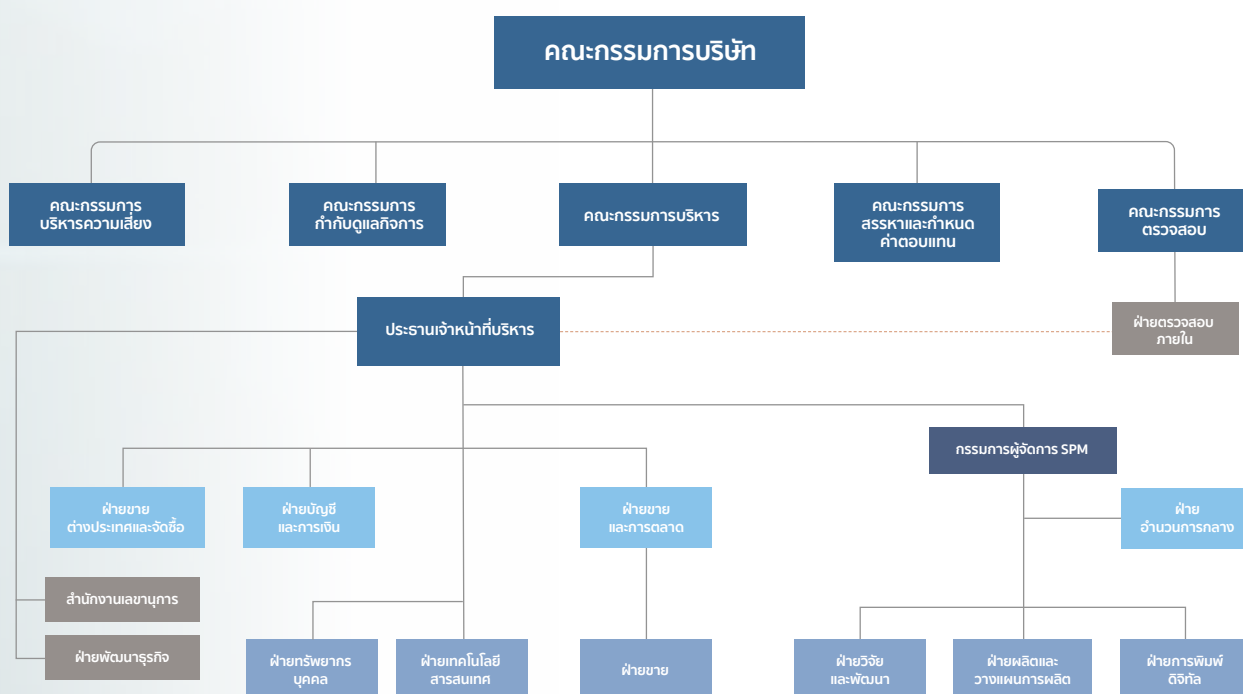 คณะกรรมการบริษัท
คณะกรรมการ
บริหารความเสี่ยง
คณะกรรมการ
กำกับดูแลกิจการ
คณะกรรมการบริหาร
คณะกรรมการ
สรรหาและกำหนด
ค่าตอบแทน
คณะกรรมการ
ตรวจสอบ
ประธานเจ้าหน้าที่บริหาร
ฝ่ายตรวจสอบ
ภายใน
กรรมการผู้จัดการ SPM
ฝ่ายขาย
ต่างประเทศและจัดซื้อ
ฝ่ายบัญชี
และการเงิน
ฝ่ายขาย
และการตลาด
ฝ่าย
อำนวยการกลาง
สำนักงานเลขานุการ
ฝ่ายพัฒนาธุรกิจ
ฝ่ายทรัพยากร
บุคคล
ฝ่ายเทคโนโลยี
สารสนเทศ
ฝ่ายขาย
ฝ่ายวิจัย
และพัฒนา
ฝ่ายผลิตและ
วางแผนการผลิต
ฝ่ายการพิมพ์
ดิจิทัล